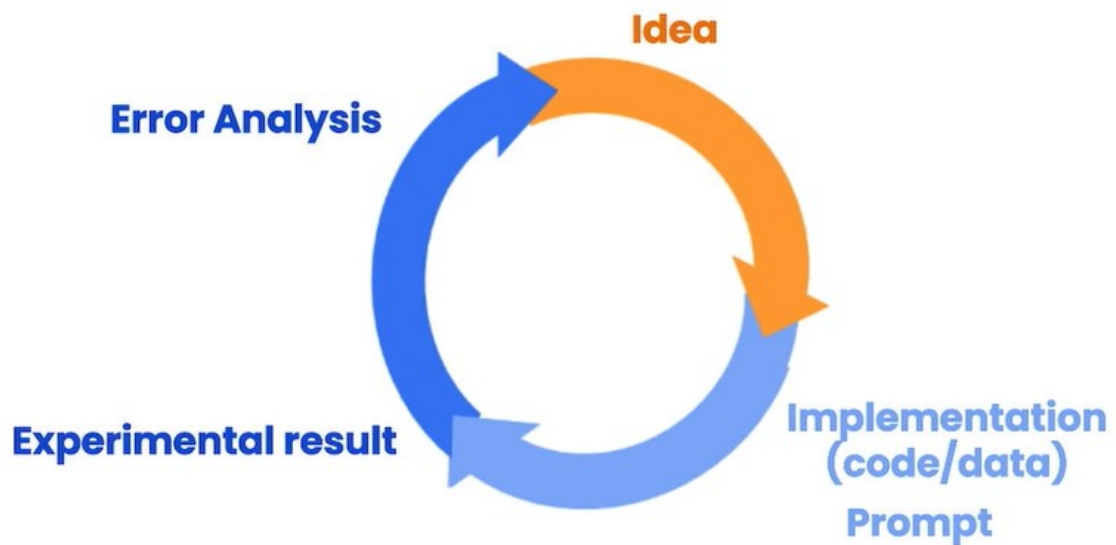 Idea
Error Analysis
Implementation
(code/data)
Prompt
Experimental result